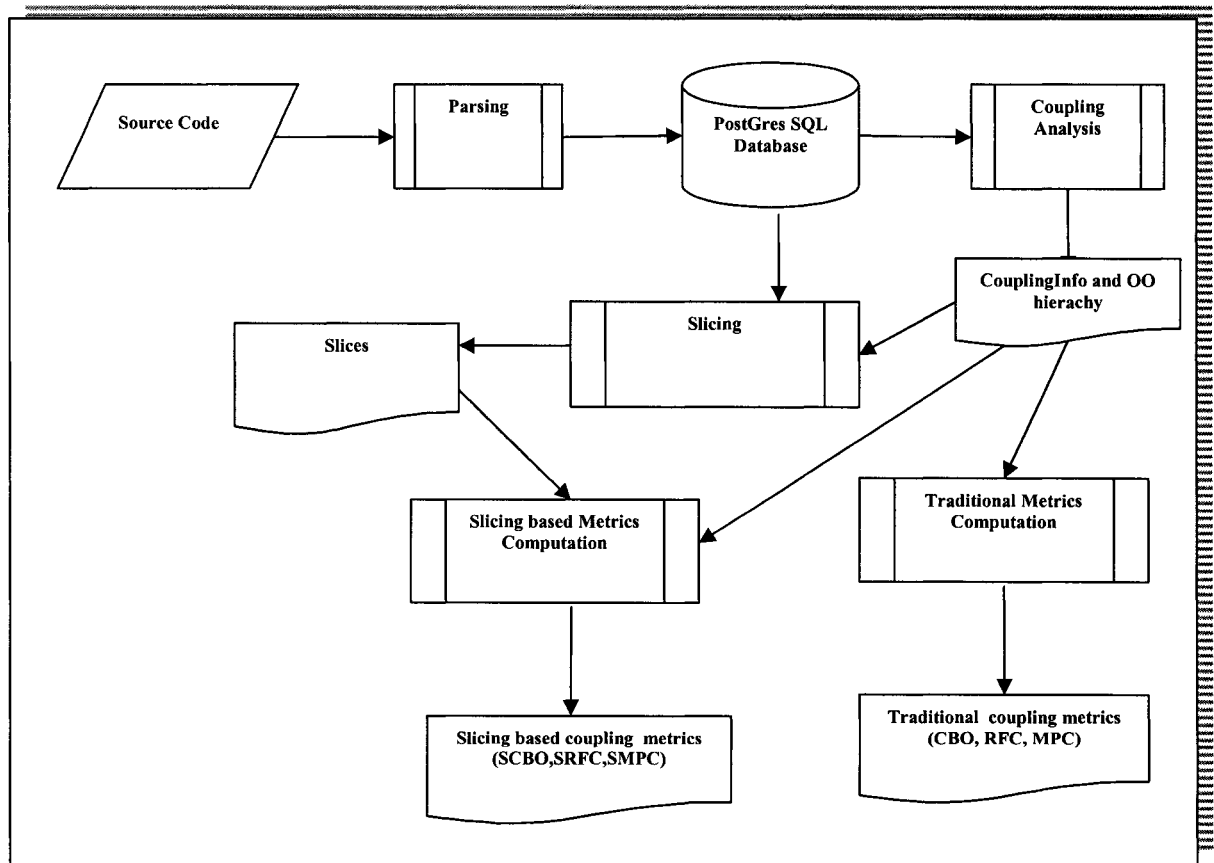 Source Code
Parsing
PostGres SQL
Database
Coupling
Analysis
CouplingInfo and OO
hierachy
Slicing
Slices
Slicing based Metrics
Computation
Traditional Metrics
Computation
Slicing based coupling metrics
(SCBO,SRFC,SMPC)
Traditional coupling metrics
(CBO, RFC, MPC)